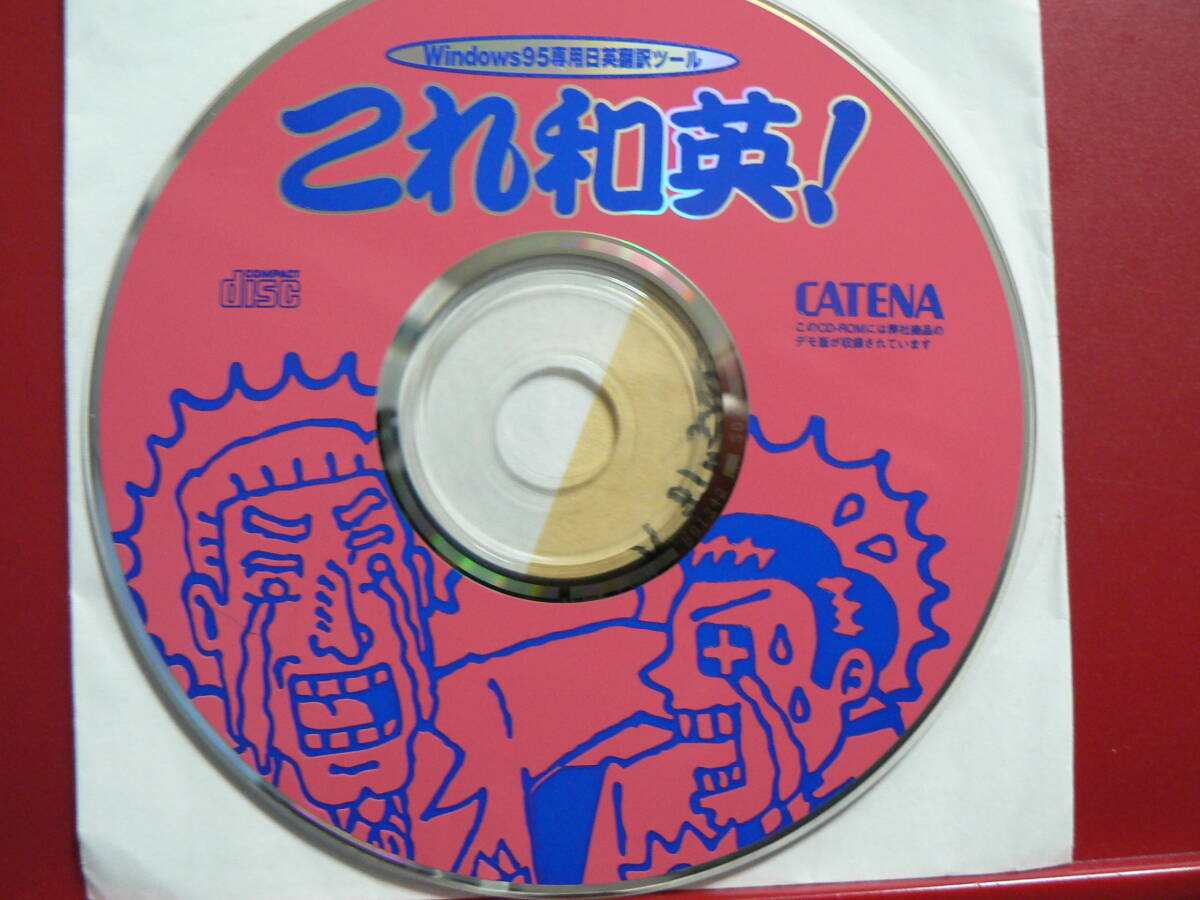 Windows95専用日英翻訳ツール
これ和英!
COMPACT
disc
CATENA
このCD-ROMには弊社商品の
デモ版が収録されています